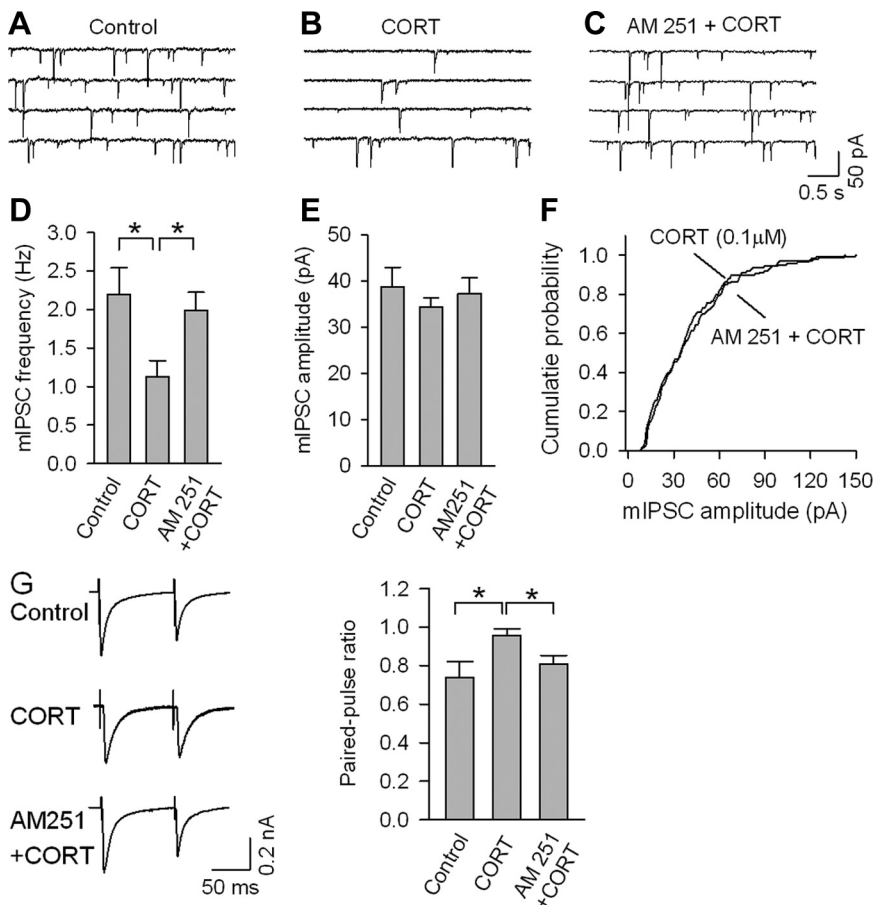 A
Control
B
CORT
C
AM 251 + CORT
0.5 s
50 pA
D
mIPSC frequency (Hz)
3.0
2.5
2.0
1.5
1.0
0.5
0.0
* *
Control
CORT
AM 251
+CORT
E
mIPSC amplitude (pA)
50
40
30
20
10
0
Control
CORT
AM251
+CORT
F
Cumulatie probability
1.0
0.8
0.6
0.4
0.2
0.0
CORT (0.1μM)
AM 251 + CORT
0 30 60 90 120 150
mIPSC amplitude (pA)
G
Control
CORT
AM251
+CORT
50 ms
0.2 nA
Paired-pulse ratio
1.2
1.0
0.8
0.6
0.4
0.2
0.0
* *
Control
CORT
AM 251
+CORT